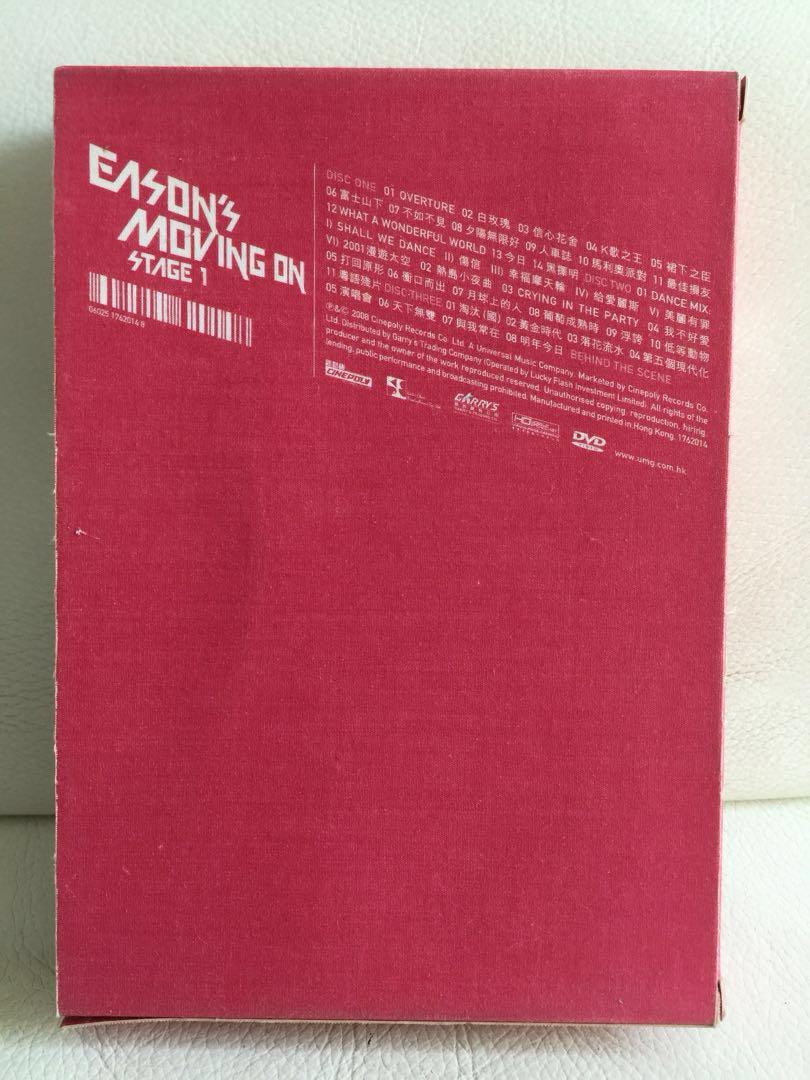 EASON'S
MOVING ON
STAGE 1
06025 1762014 8
DISC ONE 01 OVERTURE 02 白玫瑰 03 信心花舍 04 K歌之王 05 裙下之臣
06 富士山下 07 不如不見 08 夕陽無限好 09 人車誌 10 馬利奧派對 11 最佳損友
12 WHAT A WONDERFUL WORLD 13 今日 14 黑擇明 DISC TWO 01 DANCE MIX:
I) SHALL WE DANCE II) 傷信 III) 幸福摩天輪 IV) 給愛麗斯 V) 美麗有罪
VI) 2001漫遊太空 02 熱島小夜曲 03 CRYING IN THE PARTY 04 我不好愛
05 打回原形 06 衝口而出 07 月球上的人 08 葡萄成熟時 09 浮誇 10 低等動物
11 粵語殘片 DISC THREE 01 淘汰 (國) 02 黃金時代 03 落花流水 04 第五個現代化
05 演唱會 06 天下無雙 07 與我常在 08 明年今日 BEHIND THE SCENE
℗&© 2008 Cinepoly Records Co. Ltd. A Universal Music Company. Marketed by Cinepoly Records Co.
Ltd. Distributed by Garry's Trading Company (Operated by Lucky Flash Investment Limited). All rights of the
producer and the owner of the work reproduced reserved. Unauthorised copying, reproduction, hiring,
lending, public performance and broadcasting prohibited. Manufactured and printed in Hong Kong. 1762014
CINEPOLY
GARRYS
DVD
VIDEO
www.umg.com.hk